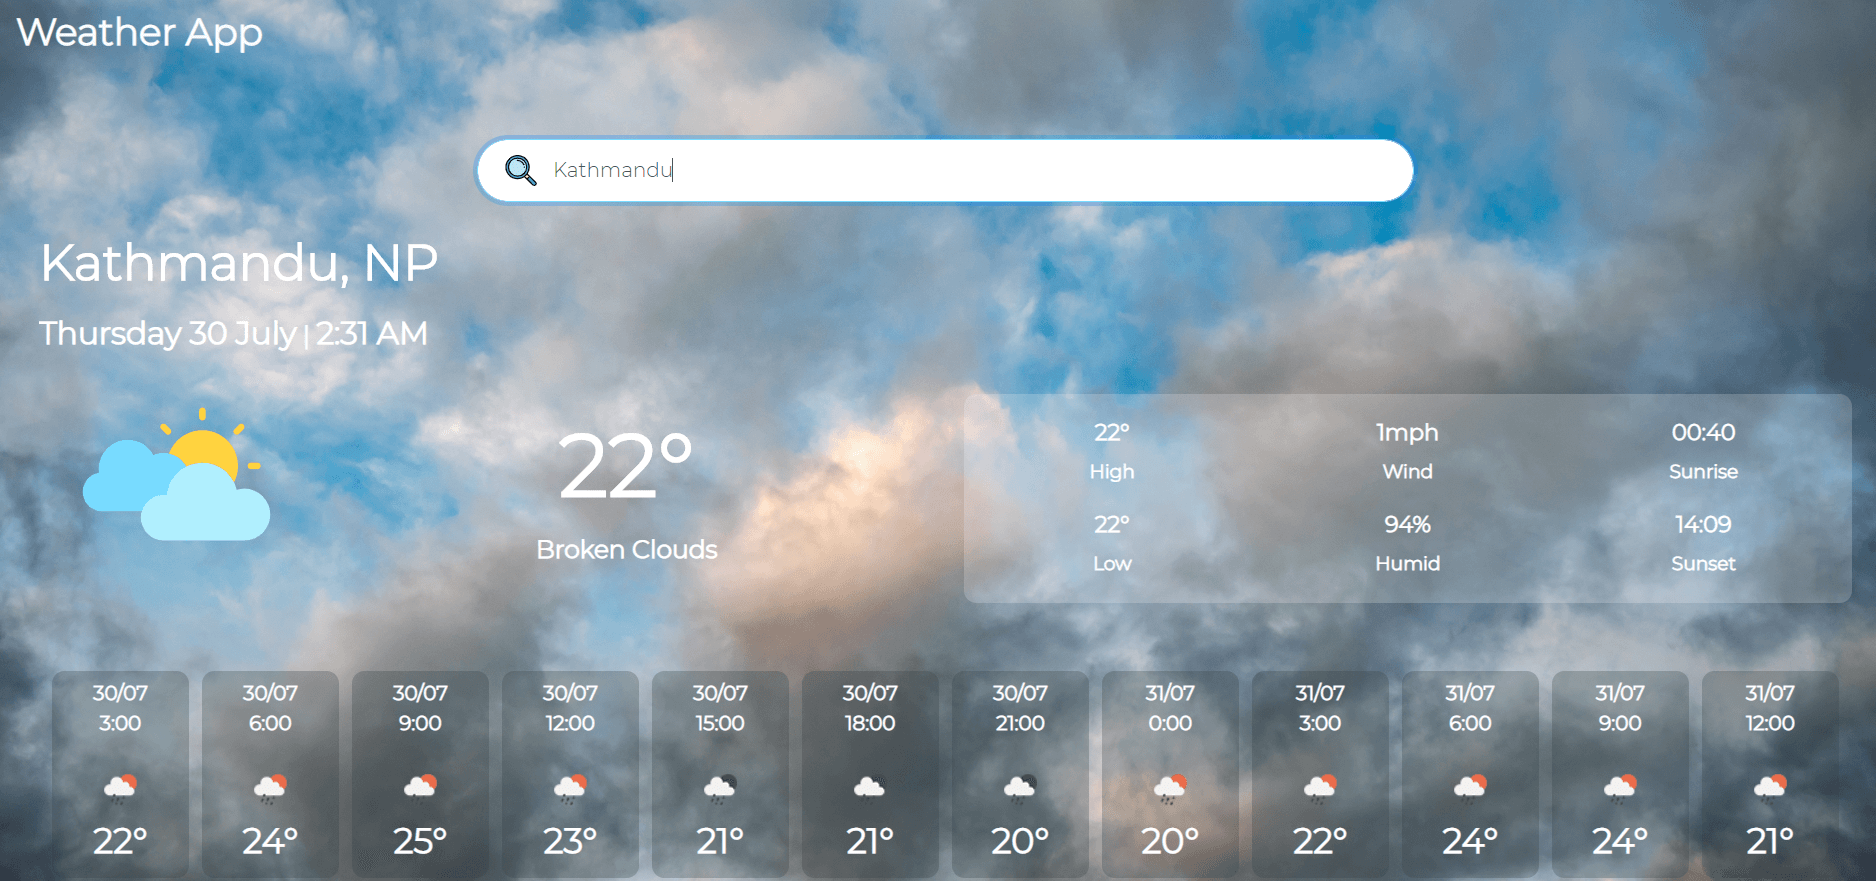 Weather App
Kathmandu
Kathmandu, NP
Thursday 30 July | 2:31 AM
22°
Broken Clouds
22° 1mph 00:40
High Wind Sunrise
22° 94% 14:09
Low Humid Sunset
30/07 30/07 30/07 30/07 30/07 30/07 30/07 31/07 31/07 31/07 31/07 31/07
3:00 6:00 9:00 12:00 15:00 18:00 21:00 0:00 3:00 6:00 9:00 12:00
22° 24° 25° 23° 21° 21° 20° 20° 22° 24° 24° 21°